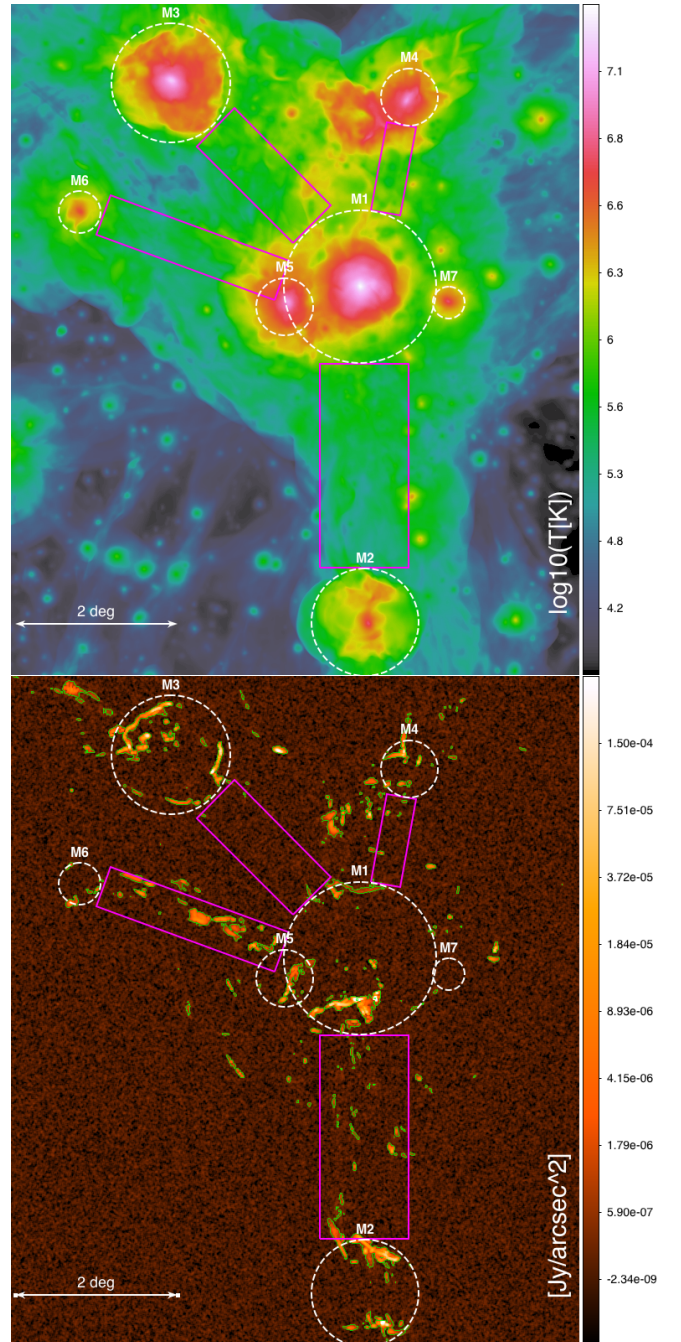 M3
M4
M6
M1
M5
M7
M2
2 deg
7.1
6.8
6.6
6.3
6
5.6
5.3
4.8
4.2
log10(T[K])
M3
M4
M6
M1
M5
M7
M2
2 deg
1.50e-04
7.51e-05
3.72e-05
1.84e-05
8.93e-06
4.15e-06
1.79e-06
5.90e-07
-2.34e-09
[Jy/arcsec^2]